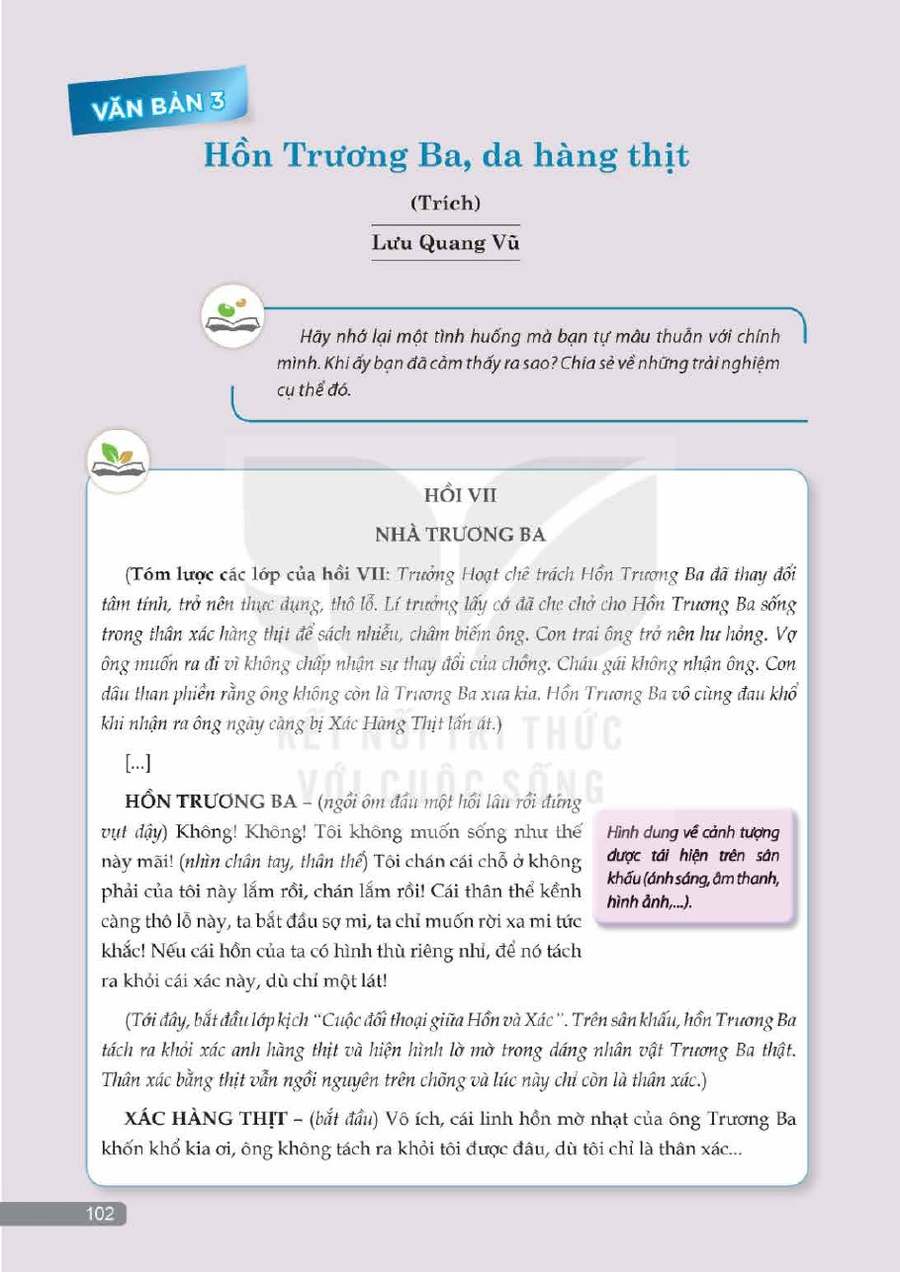 VĂN BẢN 3
Hồn Trương Ba, da hàng thịt
(Trích)
Lưu Quang Vũ
Hãy nhớ lại một tình huống mà bạn tự mâu thuẫn với chính
mình. Khi ấy bạn đã cảm thấy ra sao? Chia sẻ về những trải nghiệm
cụ thể đó.
HỒI VII
NHÀ TRƯƠNG BA
(Tóm lược các lớp của hồi VII: Trưởng Hoạt chê trách Hồn Trương Ba đã thay đổi
tâm tính, trở nên thực dụng, thô lỗ. Lí trưởng lấy cớ đã che chở cho Hồn Trương Ba sống
trong thân xác hàng thịt để sách nhiễu, châm biếm ông. Con trai ông trở nên hư hỏng. Vợ
ông muốn ra đi vì không chấp nhận sự thay đổi của chồng. Cháu gái không nhận ông. Con
dâu than phiền rằng ông không còn là Trương Ba xưa kia. Hồn Trương Ba vô cùng đau khổ
khi nhận ra ông ngày càng bị Xác Hàng Thịt lấn át.)
KẾT NỐI TRI THỨC
VỚI CUỘC SỐNG
[...]
HỒN TRƯƠNG BA – (ngồi ôm đầu một hồi lâu rồi đứng
vụt dậy) Không! Không! Tôi không muốn sống như thế
này mãi! (nhìn chân tay, thân thể) Tôi chán cái chỗ ở không
phải của tôi này lắm rồi, chán lắm rồi! Cái thân thể kềnh
càng thô lỗ này, ta bắt đầu sợ mi, ta chỉ muốn rời xa mi tức
khắc! Nếu cái hồn của ta có hình thù riêng nhỉ, để nó tách
ra khỏi cái xác này, dù chỉ một lát!
Hình dung về cảnh tượng
được tái hiện trên sân
khấu (ánh sáng, âm thanh,
hình ảnh,...).
(Tới đây, bắt đầu lớp kịch “Cuộc đối thoại giữa Hồn và Xác”. Trên sân khấu, hồn Trương Ba
tách ra khỏi xác anh hàng thịt và hiện hình lờ mờ trong dáng nhân vật Trương Ba thật.
Thân xác bằng thịt vẫn ngồi nguyên trên chõng và lúc này chỉ còn là thân xác.)
XÁC HÀNG THỊT – (bắt đầu) Vô ích, cái linh hồn mờ nhạt của ông Trương Ba
khốn khổ kia ơi, ông không tách ra khỏi tôi được đâu, dù tôi chỉ là thân xác...
102